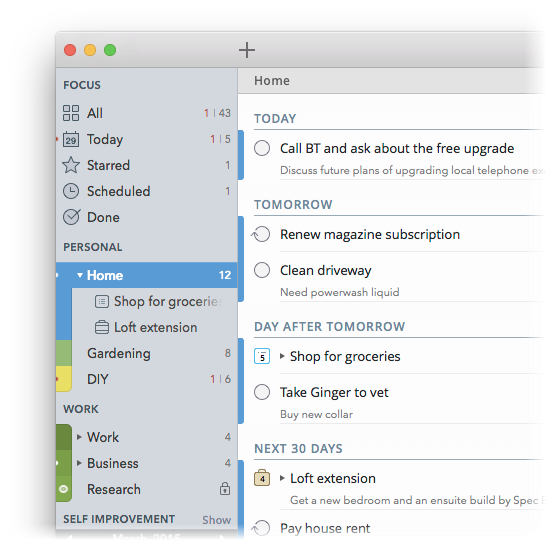 FOCUS
All 1 | 43
29 Today 1 | 5
Starred 1
Scheduled 1
Done
PERSONAL
Home 12
Shop for groceries
Loft extension
Gardening 8
DIY 1 | 6
WORK
Work 4
Business 4
Research
SELF IMPROVEMENT Show
March 2015
Home
TODAY
Call BT and ask about the free upgrade
Discuss future plans of upgrading local telephone ex
TOMORROW
Renew magazine subscription
Clean driveway
Need powerwash liquid
DAY AFTER TOMORROW
5 Shop for groceries
Take Ginger to vet
Buy new collar
NEXT 30 DAYS
4 Loft extension
Get a new bedroom and an ensuite build by Spec
Pay house rent